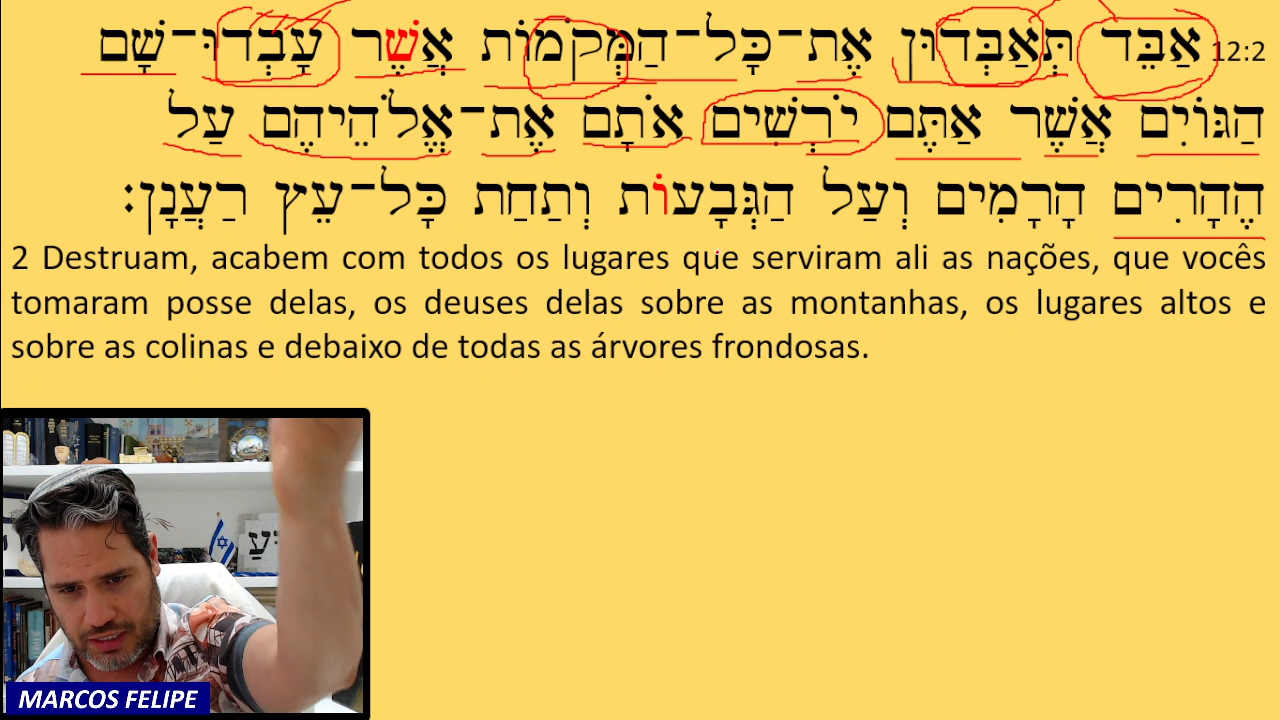 12:2 אַבֵּד תְּאַבְּדוּן אֶת־כָּל־הַמְּקֹמוֹת אֲשֶׁר עָבְדוּ־שָׁם
הַגּוֹיִם אֲשֶׁר אַתֶּם יֹרְשִׁים אֹתָם אֶת־אֱלֹהֵיהֶם עַל
הֶהָרִים הָרָמִים וְעַל הַגְּבָעוֹת וְתַחַת כָּל־עֵץ רַעֲנָן׃
2 Destruam, acabem com todos os lugares que serviram ali as nações, que vocês
tomaram posse delas, os deuses delas sobre as montanhas, os lugares altos e
sobre as colinas e debaixo de todas as árvores frondosas.
MARCOS FELIPE